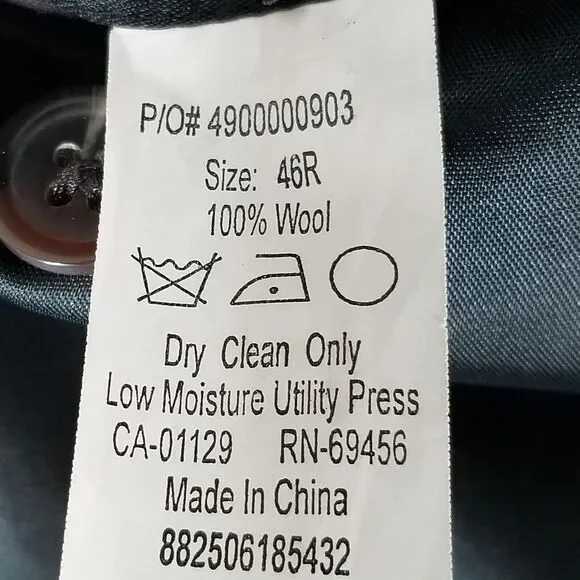 P/O# 4900000903
Size: 46R
100% Wool
Dry Clean Only
Low Moisture Utility Press
CA-01129 RN-69456
Made In China
882506185432